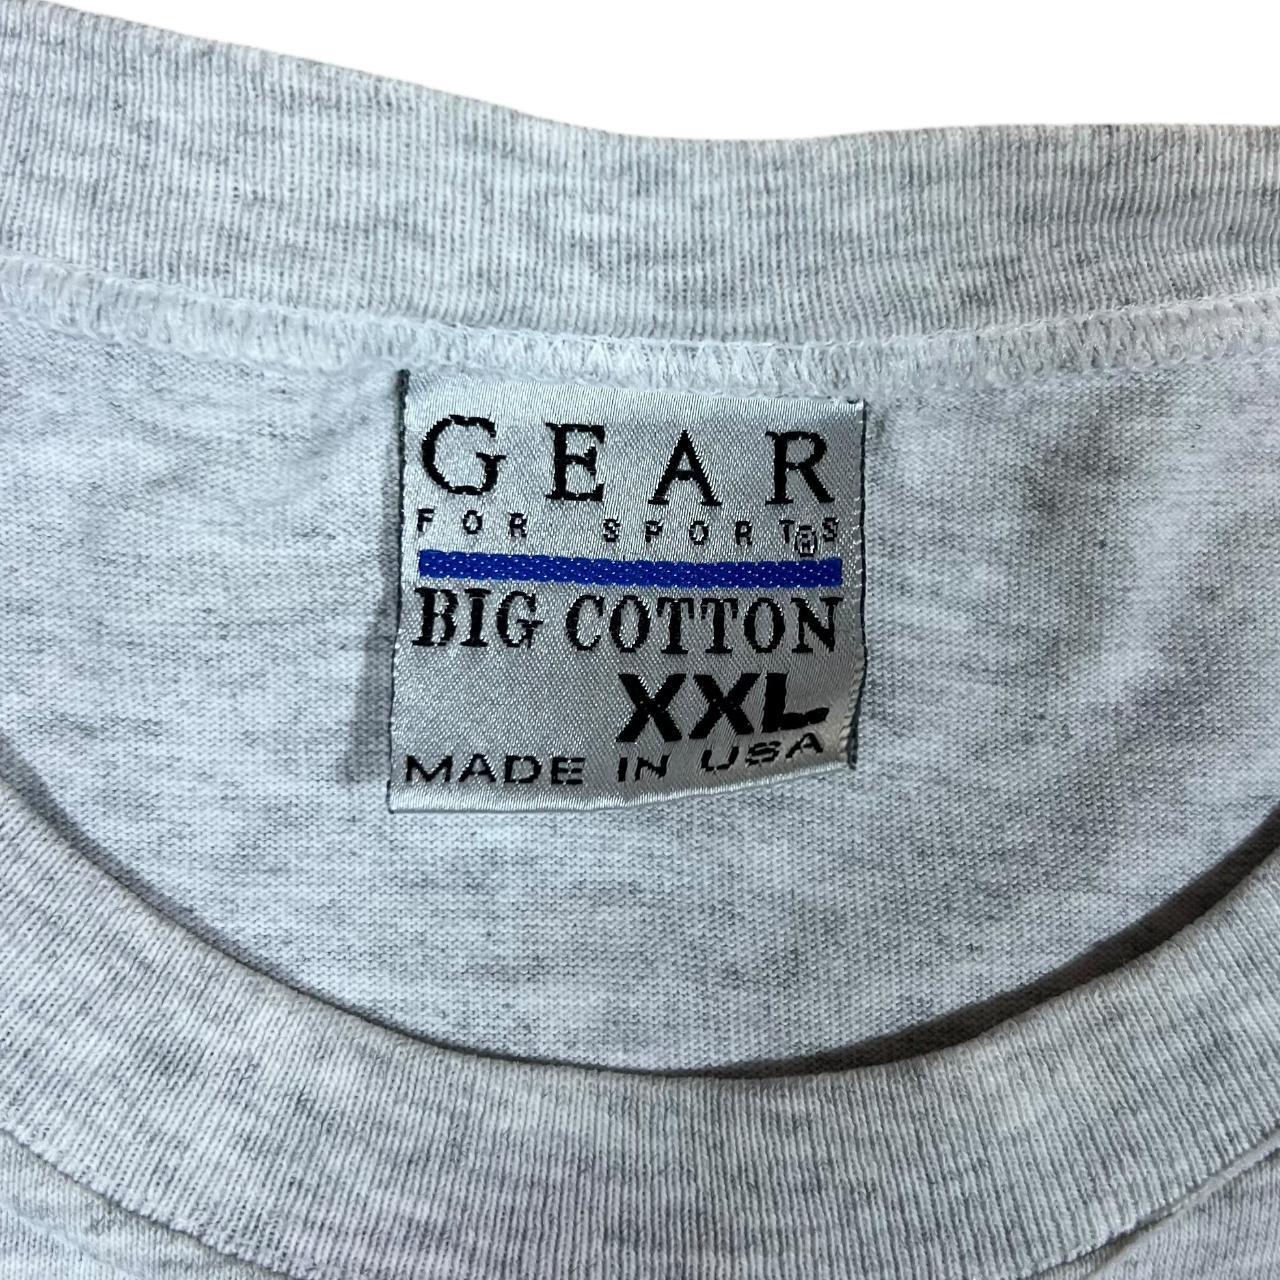 GEAR
FOR SPORTS®
BIG COTTON
XXL
MADE IN USA